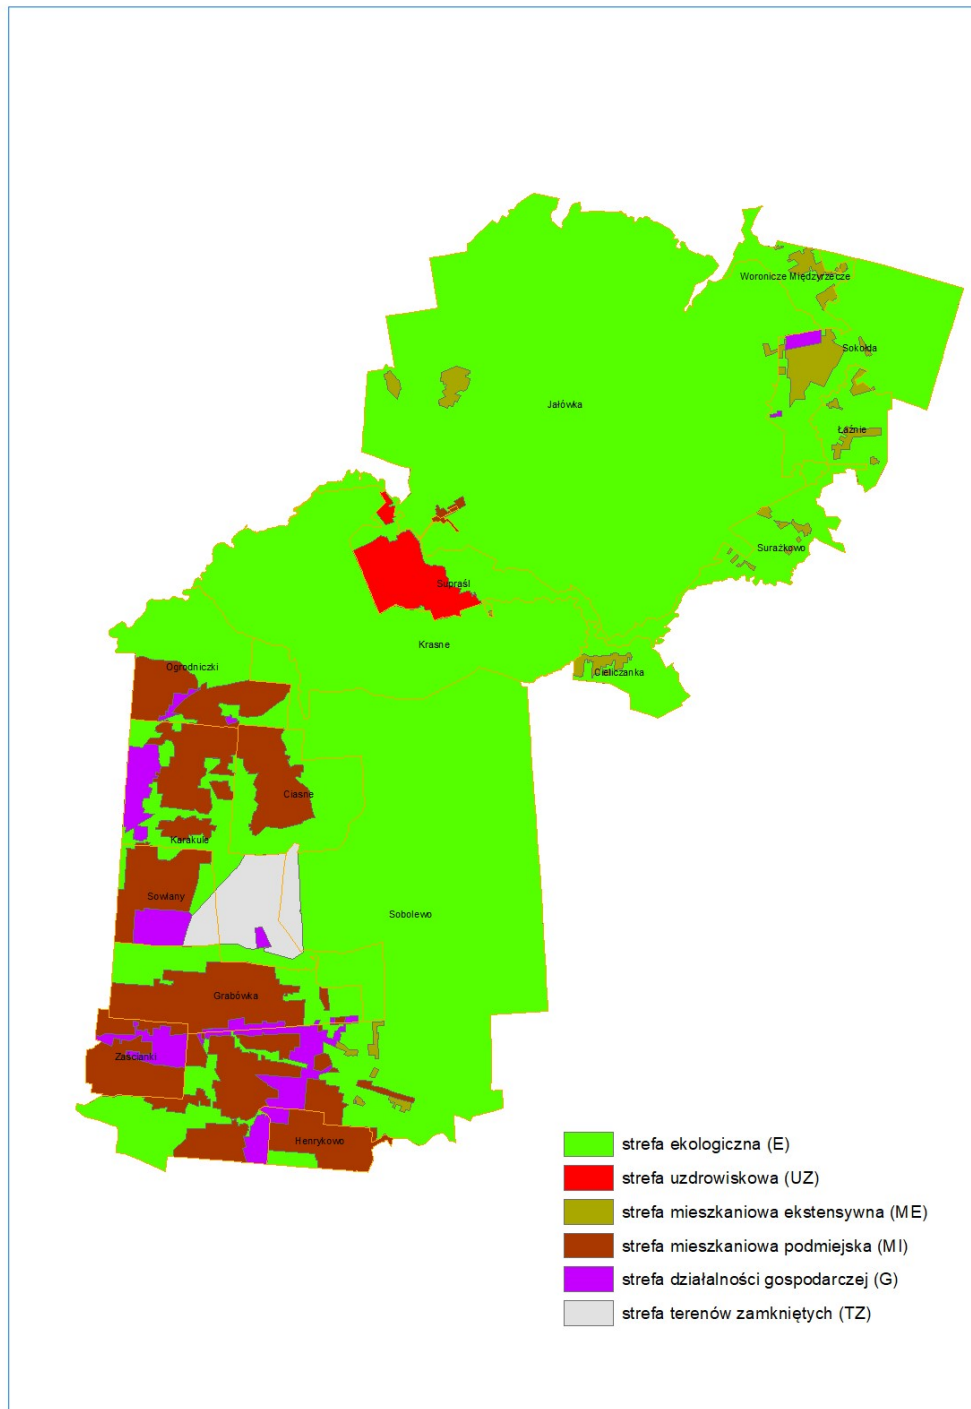 Woronicze Międzyrzecze
Sokołda
Jałówka
Łaźnie
Surażkowo
Supraśl
Krasne
Ogrodniczki
Cieliczanka
Ciasne
Karakule
Sowlany
Sobolewo
Grabówka
Zaścianki
Henrykowo
strefa ekologiczna (E)
strefa uzdrowiskowa (UZ)
strefa mieszkaniowa ekstensywna (ME)
strefa mieszkaniowa podmiejska (MI)
strefa działalności gospodarczej (G)
strefa terenów zamkniętych (TZ)